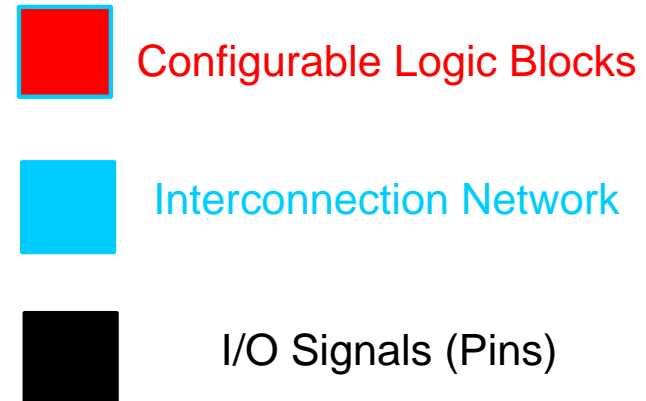 Configurable Logic Blocks
Interconnection Network
I/O Signals (Pins)